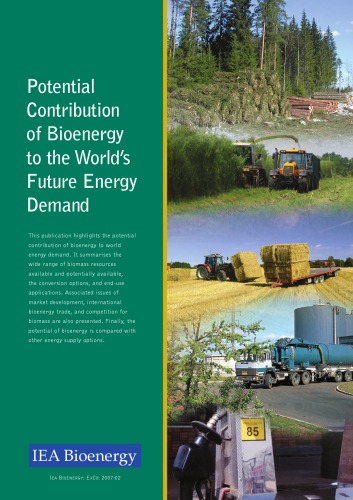 Potential
Contribution
of Bioenergy
to the World's
Future Energy
Demand
This publication highlights the potential
contribution of bioenergy to world
energy demand. It summarises the
wide range of biomass resources
available and potentially available,
the conversion options, and end-use
applications. Associated issues of
market development, international
bioenergy trade, and competition for
biomass are also presented. Finally, the
potential of bioenergy is compared with
other energy supply options.
IEA Bioenergy
IEA BIOENERGY: EXCO: 2007:02
85